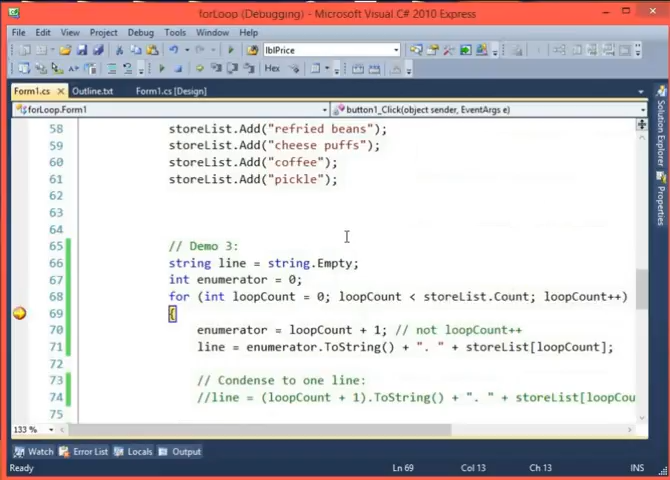 forLoop (Debugging) - Microsoft Visual C# 2010 Express
File Edit View Project Debug Tools Window Help
lblPrice
Hex
Form1.cs Outline.txt Form1.cs [Design]
forLoop.Form1 button1_Click(object sender, EventArgs e)
58 storeList.Add("refried beans");
59 storeList.Add("cheese puffs");
60 storeList.Add("coffee");
61 storeList.Add("pickle");
62
63
64
65 // Demo 3:
66 string line = string.Empty;
67 int enumerator = 0;
68 for (int loopCount = 0; loopCount < storeList.Count; loopCount++)
69 {
70 enumerator = loopCount + 1; // not loopCount++
71 line = enumerator.ToString() + ". " + storeList[loopCount];
72
73 // Condense to one line:
74 //line = (loopCount + 1).ToString() + ". " + storeList[loopCou
75
133 %
Watch Error List Locals Output
Ready Ln 69 Col 13 Ch 13
Solution Explorer
Properties